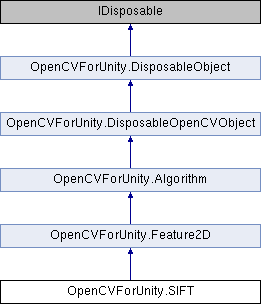 IDisposable
OpenCVForUnity.DisposableObject
OpenCVForUnity.DisposableOpenCVObject
OpenCVForUnity.Algorithm
OpenCVForUnity.Feature2D
OpenCVForUnity.SIFT